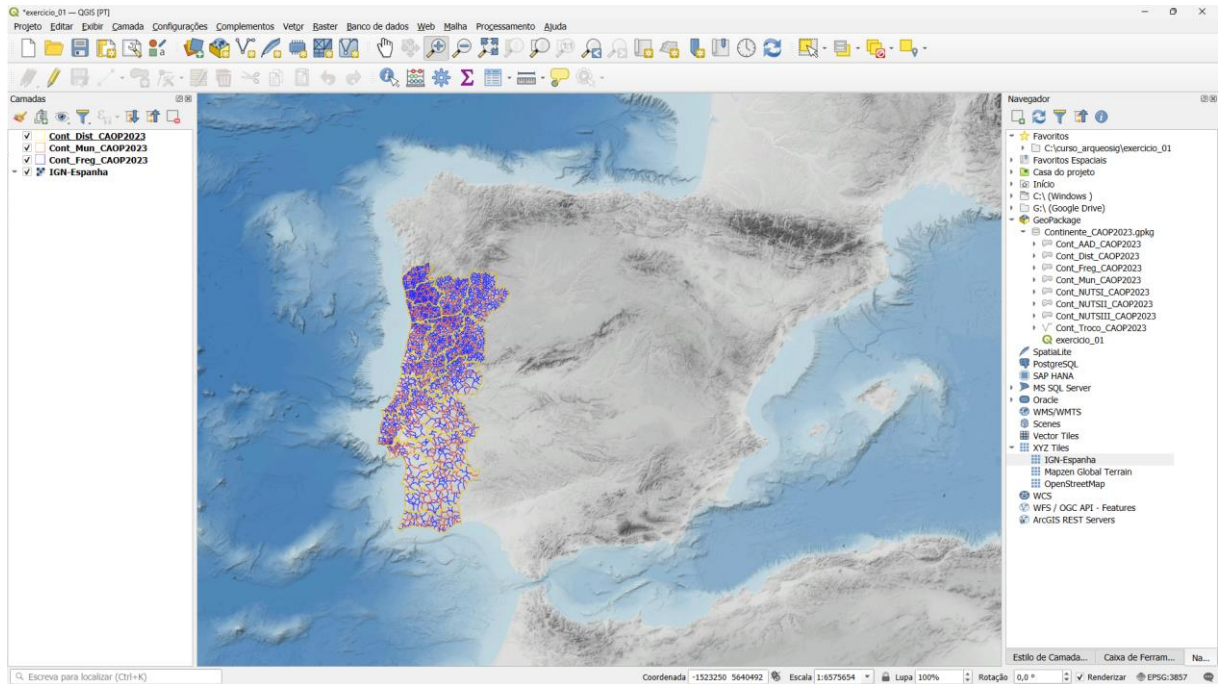 *exercicio_01 — QGIS [PT]
Projeto Editar Exibir Camada Configurações Complementos Vetor Raster Banco de dados Web Malha Processamento Ajuda
Camadas
Cont_Dist_CAOP2023
Cont_Mun_CAOP2023
Cont_Freg_CAOP2023
IGN-Espanha
Navegador
Favoritos
C:\curso_arqueosig\exercicio_01
Favoritos Espaciais
Casa do projeto
Início
C:\ (Windows )
G:\ (Google Drive)
GeoPackage
Continente_CAOP2023.gpkg
Cont_AAD_CAOP2023
Cont_Dist_CAOP2023
Cont_Freg_CAOP2023
Cont_Mun_CAOP2023
Cont_NUTSI_CAOP2023
Cont_NUTSII_CAOP2023
Cont_NUTSIII_CAOP2023
Cont_Troco_CAOP2023
exercicio_01
SpatiaLite
PostgreSQL
SAP HANA
MS SQL Server
Oracle
WMS/WMTS
Scenes
Vector Tiles
XYZ Tiles
IGN-Espanha
Mapzen Global Terrain
OpenStreetMap
WCS
WFS / OGC API - Features
ArcGIS REST Servers
Estilo de Camada... Caixa de Ferram... Na...
Escreva para localizar (Ctrl+K) Coordenada -1523250 5640492 Escala 1:6575654 Lupa 100% Rotação 0,0 ° Renderizar EPSG:3857